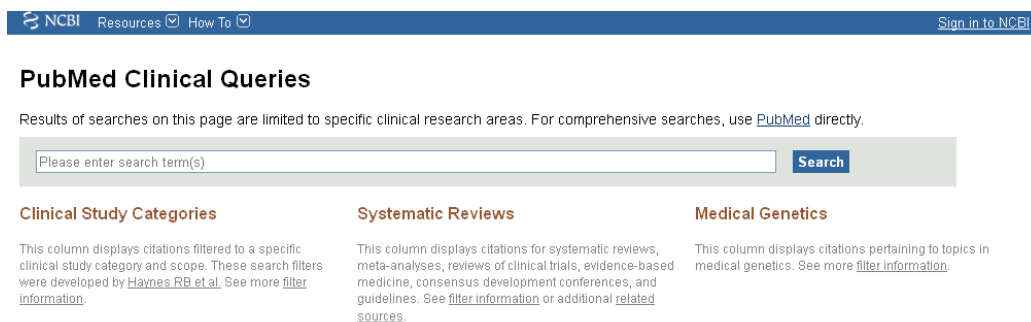 NCBI Resources How To Sign in to NCBI
PubMed Clinical Queries
Results of searches on this page are limited to specific clinical research areas. For comprehensive searches, use PubMed directly.
Please enter search term(s) Search
Clinical Study Categories
This column displays citations filtered to a specific
clinical study category and scope. These search filters
were developed by Haynes RB et al. See more filter
information.
Systematic Reviews
This column displays citations for systematic reviews,
meta-analyses, reviews of clinical trials, evidence-based
medicine, consensus development conferences, and
guidelines. See filter information or additional related
sources.
Medical Genetics
This column displays citations pertaining to topics in
medical genetics. See more filter information.